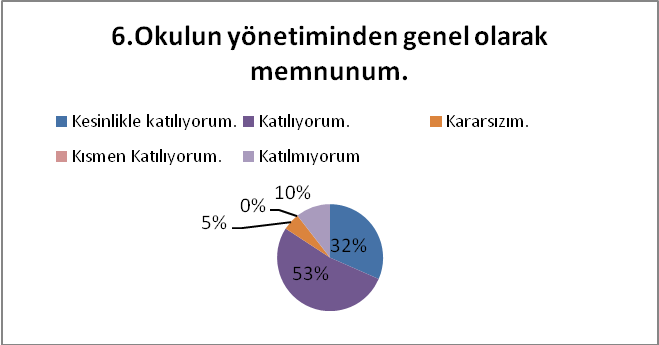 6.Okulun yönetiminden genel olarak
memnunum.
Kesinlikle katılıyorum. Katılıyorum. Kararsızım.
Kısmen Katılıyorum. Katılmıyorum
10%
0%
5%
32%
53%